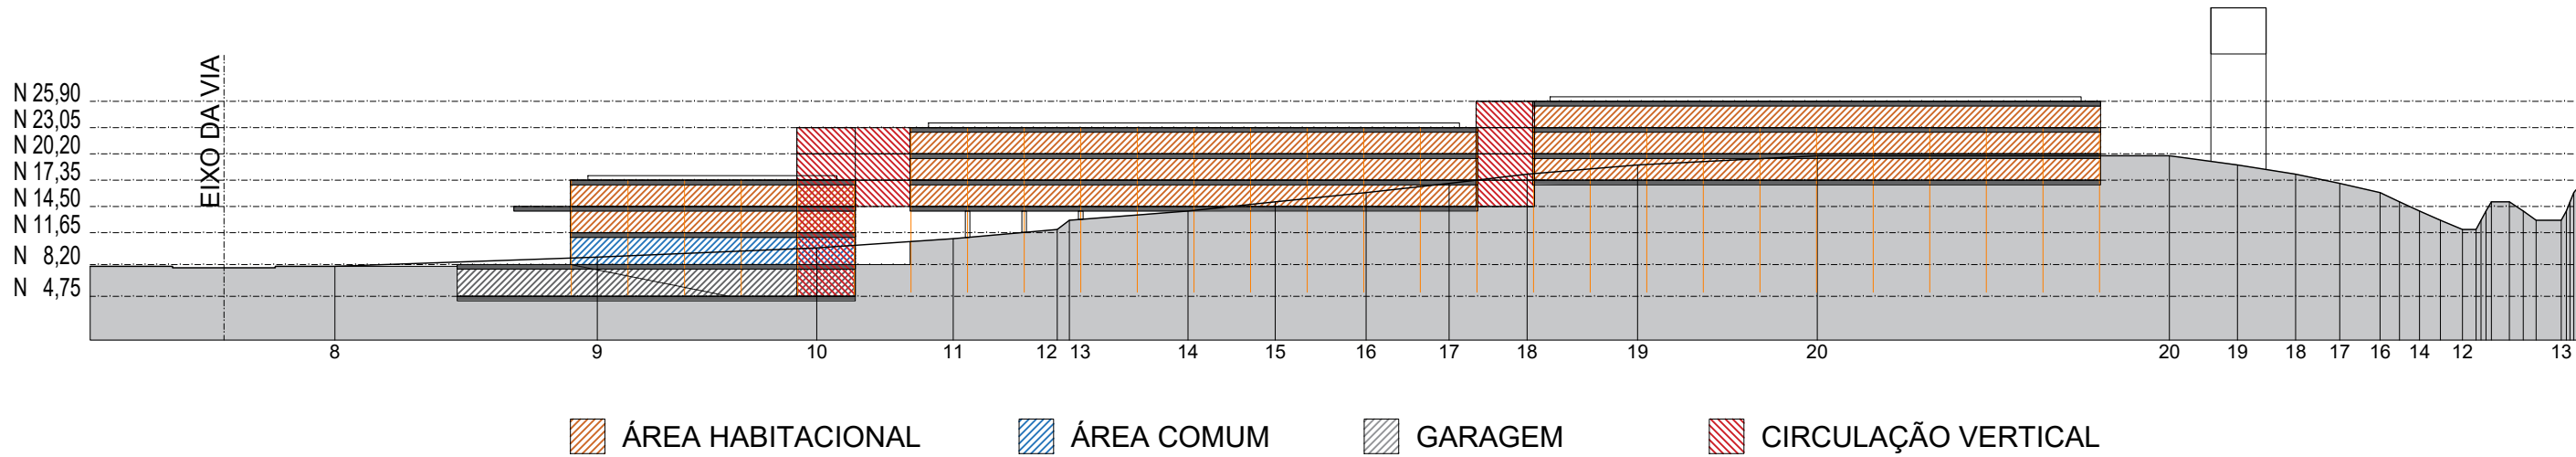 EIXO DA VIA
N 25,90
N 23,05
N 20,20
N 17,35
N 14,50
N 11,65
N 8,20
N 4,75
8 9 10 11 12 13 14 15 16 17 18 19 20 20 19 18 17 16 14 12 13
ÁREA HABITACIONAL ÁREA COMUM GARAGEM CIRCULAÇÃO VERTICAL